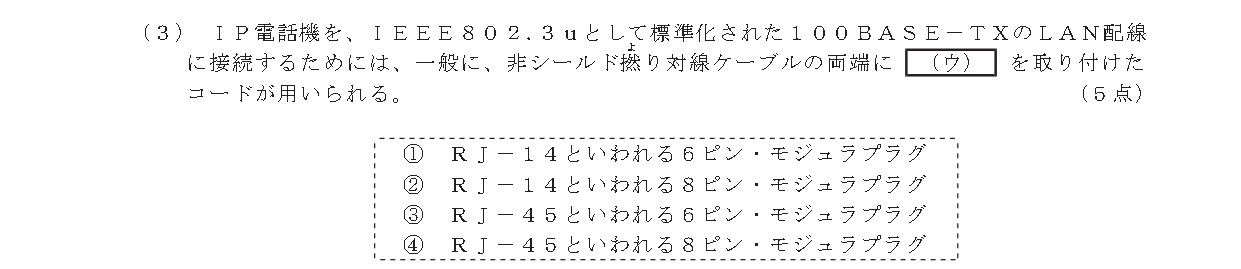 (3) ＩＰ電話機を、ＩＥＥＥ８０２．３ｕとして標準化された１００ＢＡＳＥ－ＴＸのＬＡＮ配線
に接続するためには、一般に、非シールド撚り対線ケーブルの両端に (ウ) を取り付けた
よ
コードが用いられる。 (５点)
① ＲＪ－１４といわれる６ピン・モジュラプラグ
② ＲＪ－１４といわれる８ピン・モジュラプラグ
③ ＲＪ－４５といわれる６ピン・モジュラプラグ
④ ＲＪ－４５といわれる８ピン・モジュラプラグ